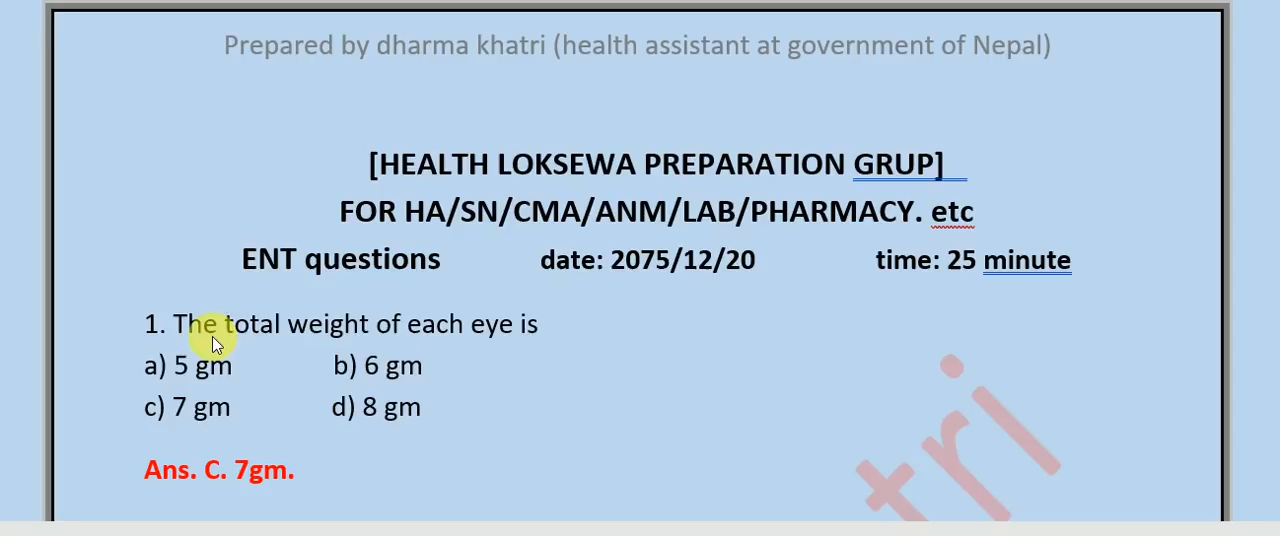 Prepared by dharma khatri (health assistant at government of Nepal)
[HEALTH LOKSEWA PREPARATION GRUP]
FOR HA/SN/CMA/ANM/LAB/PHARMACY. etc
ENT questions date: 2075/12/20 time: 25 minute
1. The total weight of each eye is
a) 5 gm b) 6 gm
c) 7 gm d) 8 gm
Ans. C. 7gm.
tri